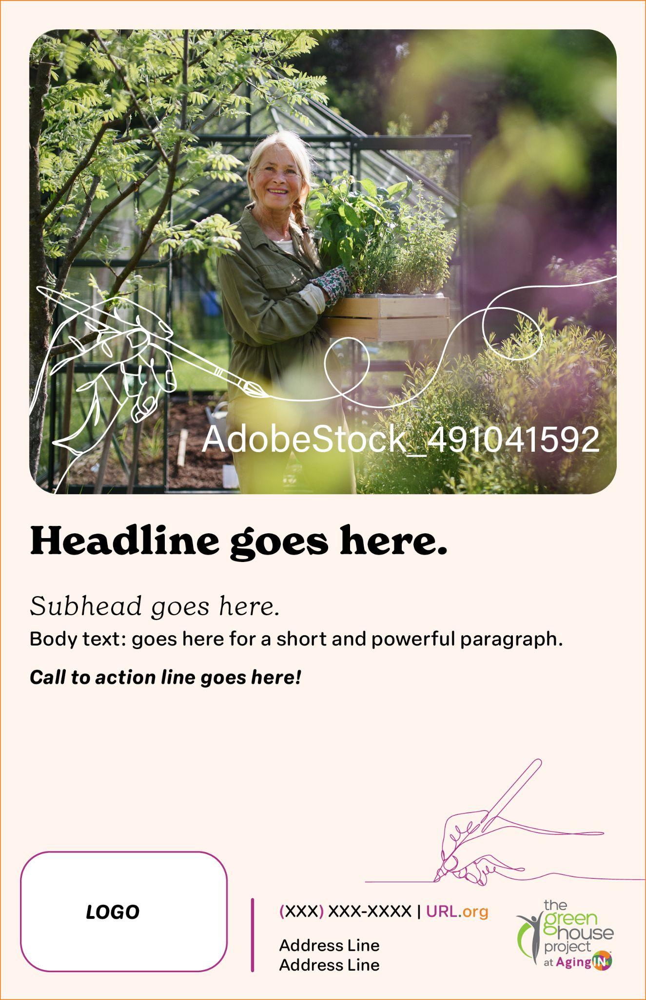 AdobeStock_491041592
Headline goes here.
Subhead goes here.
Body text: goes here for a short and powerful paragraph.
Call to action line goes here!
LOGO
(XXX) XXX-XXXX | URL.org
Address Line
Address Line
the
green
house
project
at AgingIN